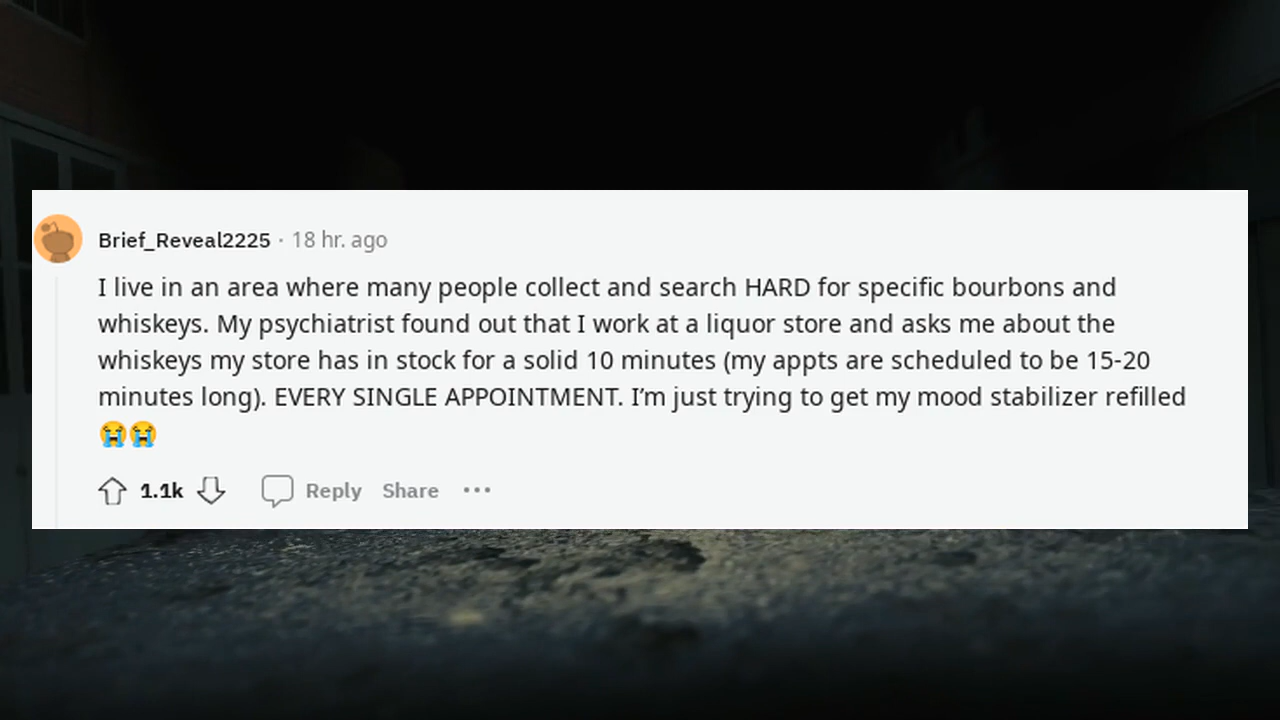 Brief_Reveal2225 · 18 hr. ago
I live in an area where many people collect and search HARD for specific bourbons and
whiskeys. My psychiatrist found out that I work at a liquor store and asks me about the
whiskeys my store has in stock for a solid 10 minutes (my appts are scheduled to be 15-20
minutes long). EVERY SINGLE APPOINTMENT. I’m just trying to get my mood stabilizer refilled
😭😭
1.1k Reply Share ···